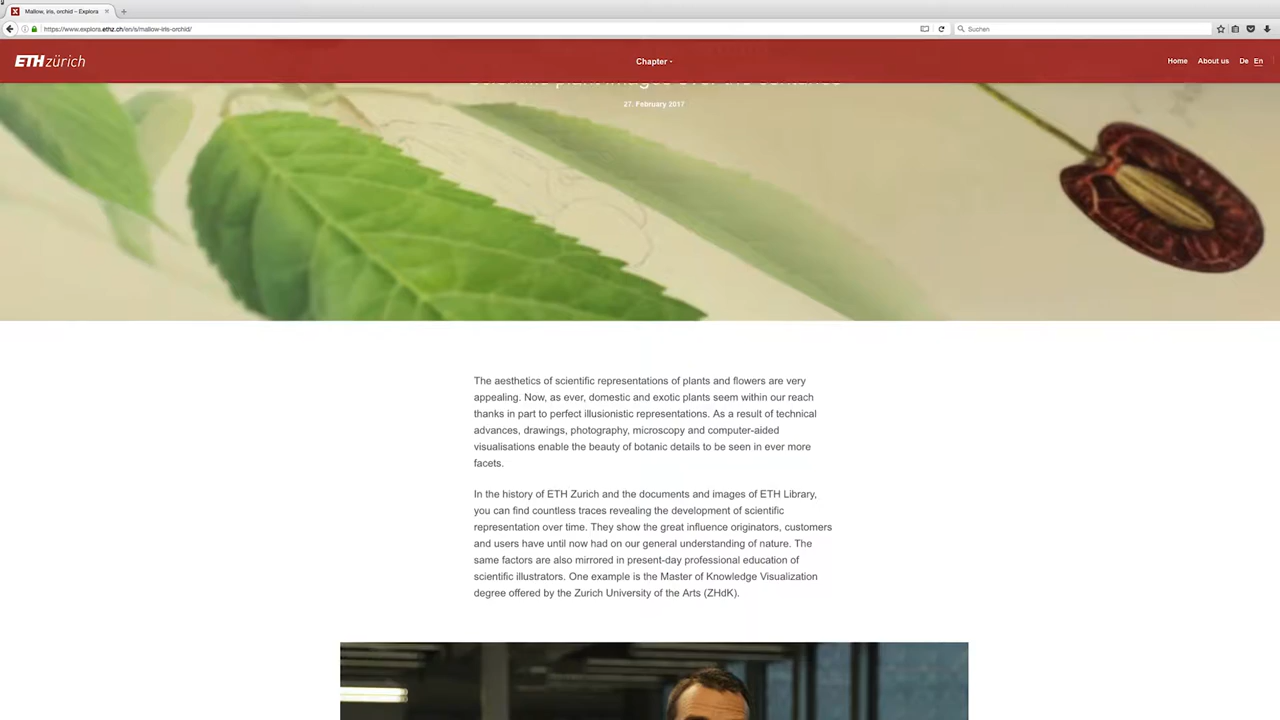 Mallow, iris, orchid – Explora
https://www.explora.ethz.ch/en/s/mallow-iris-orchid/
Suchen
ETH zürich
Chapter
Home About us De En
27. February 2017
The aesthetics of scientific representations of plants and flowers are very
appealing. Now, as ever, domestic and exotic plants seem within our reach
thanks in part to perfect illusionistic representations. As a result of technical
advances, drawings, photography, microscopy and computer-aided
visualisations enable the beauty of botanic details to be seen in ever more
facets.
In the history of ETH Zurich and the documents and images of ETH Library,
you can find countless traces revealing the development of scientific
representation over time. They show the great influence originators, customers
and users have until now had on our general understanding of nature. The
same factors are also mirrored in present-day professional education of
scientific illustrators. One example is the Master of Knowledge Visualization
degree offered by the Zurich University of the Arts (ZHdK).